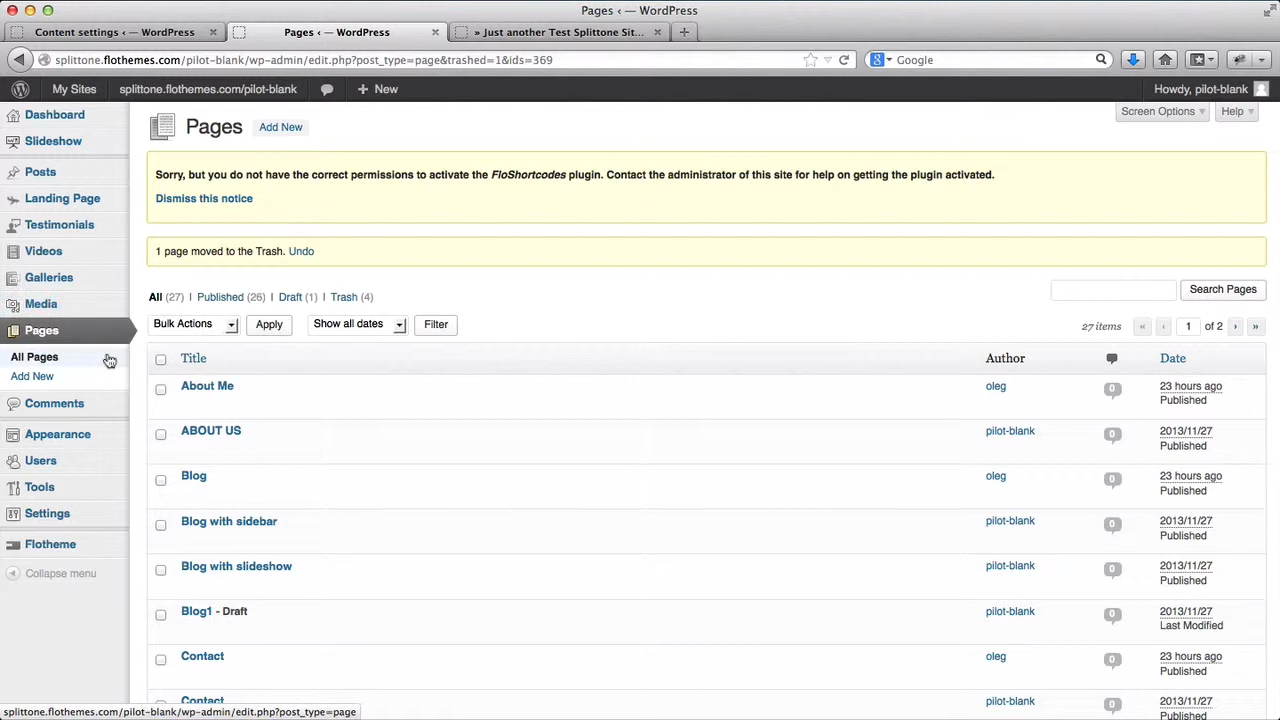 Pages ‹ — WordPress
Content settings ‹ — WordPress
Pages ‹ — WordPress
» Just another Test Splittone Sit...
splittone.flothemes.com/pilot-blank/wp-admin/edit.php?post_type=page&trashed=1&ids=369
Google
My Sites
splittone.flothemes.com/pilot-blank
+ New
Howdy, pilot-blank
Screen Options
Help
Dashboard
Slideshow
Posts
Landing Page
Testimonials
Videos
Galleries
Media
Pages
All Pages
Add New
Comments
Appearance
Users
Tools
Settings
Flotheme
Collapse menu
Pages Add New
Sorry, but you do not have the correct permissions to activate the FloShortcodes plugin. Contact the administrator of this site for help on getting the plugin activated.
Dismiss this notice
1 page moved to the Trash. Undo
All (27) | Published (26) | Draft (1) | Trash (4)
Search Pages
Bulk Actions Apply Show all dates Filter
27 items « ‹ 1 of 2 › »
Title Author Date
About Me oleg 0 23 hours ago
Published
ABOUT US pilot-blank 0 2013/11/27
Published
Blog oleg 0 23 hours ago
Published
Blog with sidebar pilot-blank 0 2013/11/27
Published
Blog with slideshow pilot-blank 0 2013/11/27
Published
Blog1 - Draft pilot-blank 0 2013/11/27
Last Modified
Contact oleg 0 23 hours ago
Published
Contact pilot-blank 0 2013/11/27
Published
splittone.flothemes.com/pilot-blank/wp-admin/edit.php?post_type=page